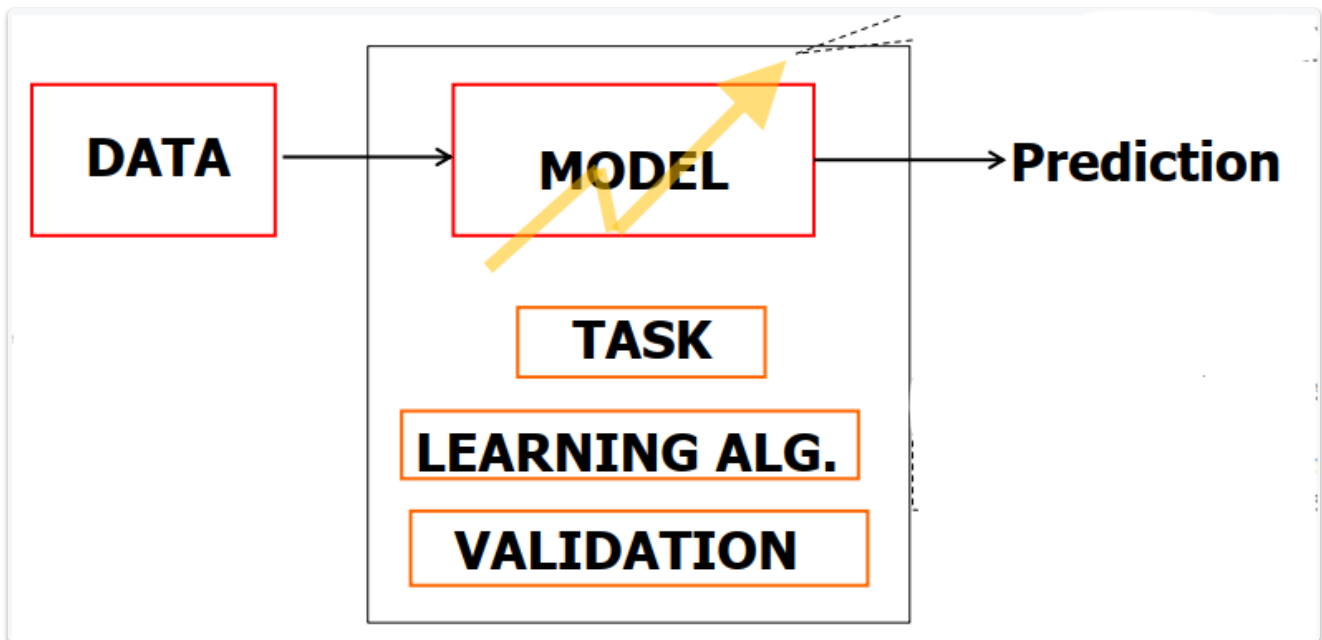 DATA
MODEL
Prediction
TASK
LEARNING ALG.
VALIDATION